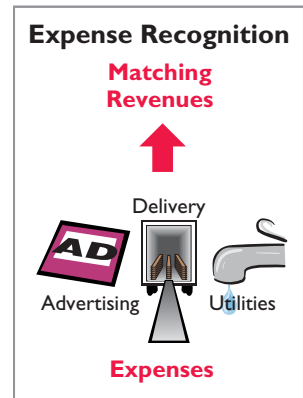 Expense Recognition
Matching
Revenues
Delivery
AD
Advertising
Utilities
Expenses